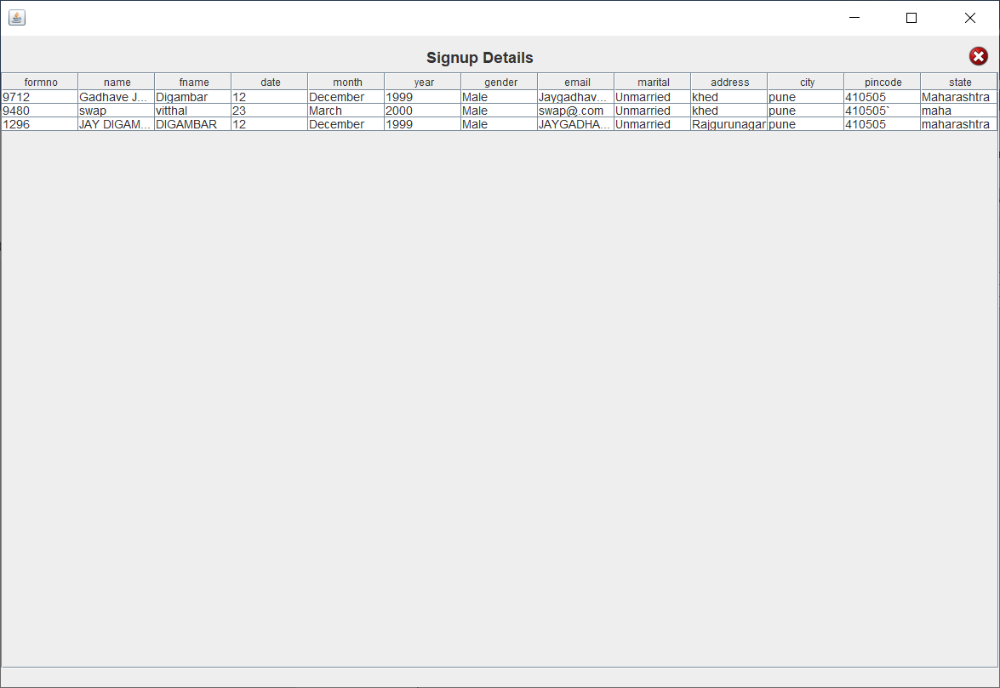 Signup Details
formno name fname date month year gender email marital address city pincode state
9712 Gadhave J... Digambar 12 December 1999 Male Jaygadhav... Unmarried khed pune 410505 Maharashtra
9480 swap vitthal 23 March 2000 Male swap@.com Unmarried khed pune 410505` maha
1296 JAY DIGAM... DIGAMBAR 12 December 1999 Male JAYGADHA... Unmarried Rajgurunagar pune 410505 maharashtra